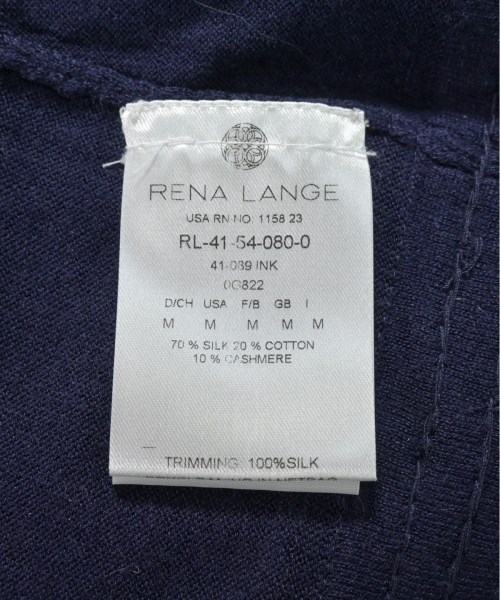 RENA LANGE
USA RN NO. 1158 23
RL-41-54-080-0
41-089 INK
0G822
D/CH USA F/B GB I
M M M M M
70 % SILK 20 % COTTON
10 % CASHMERE
TRIMMING: 100%SILK